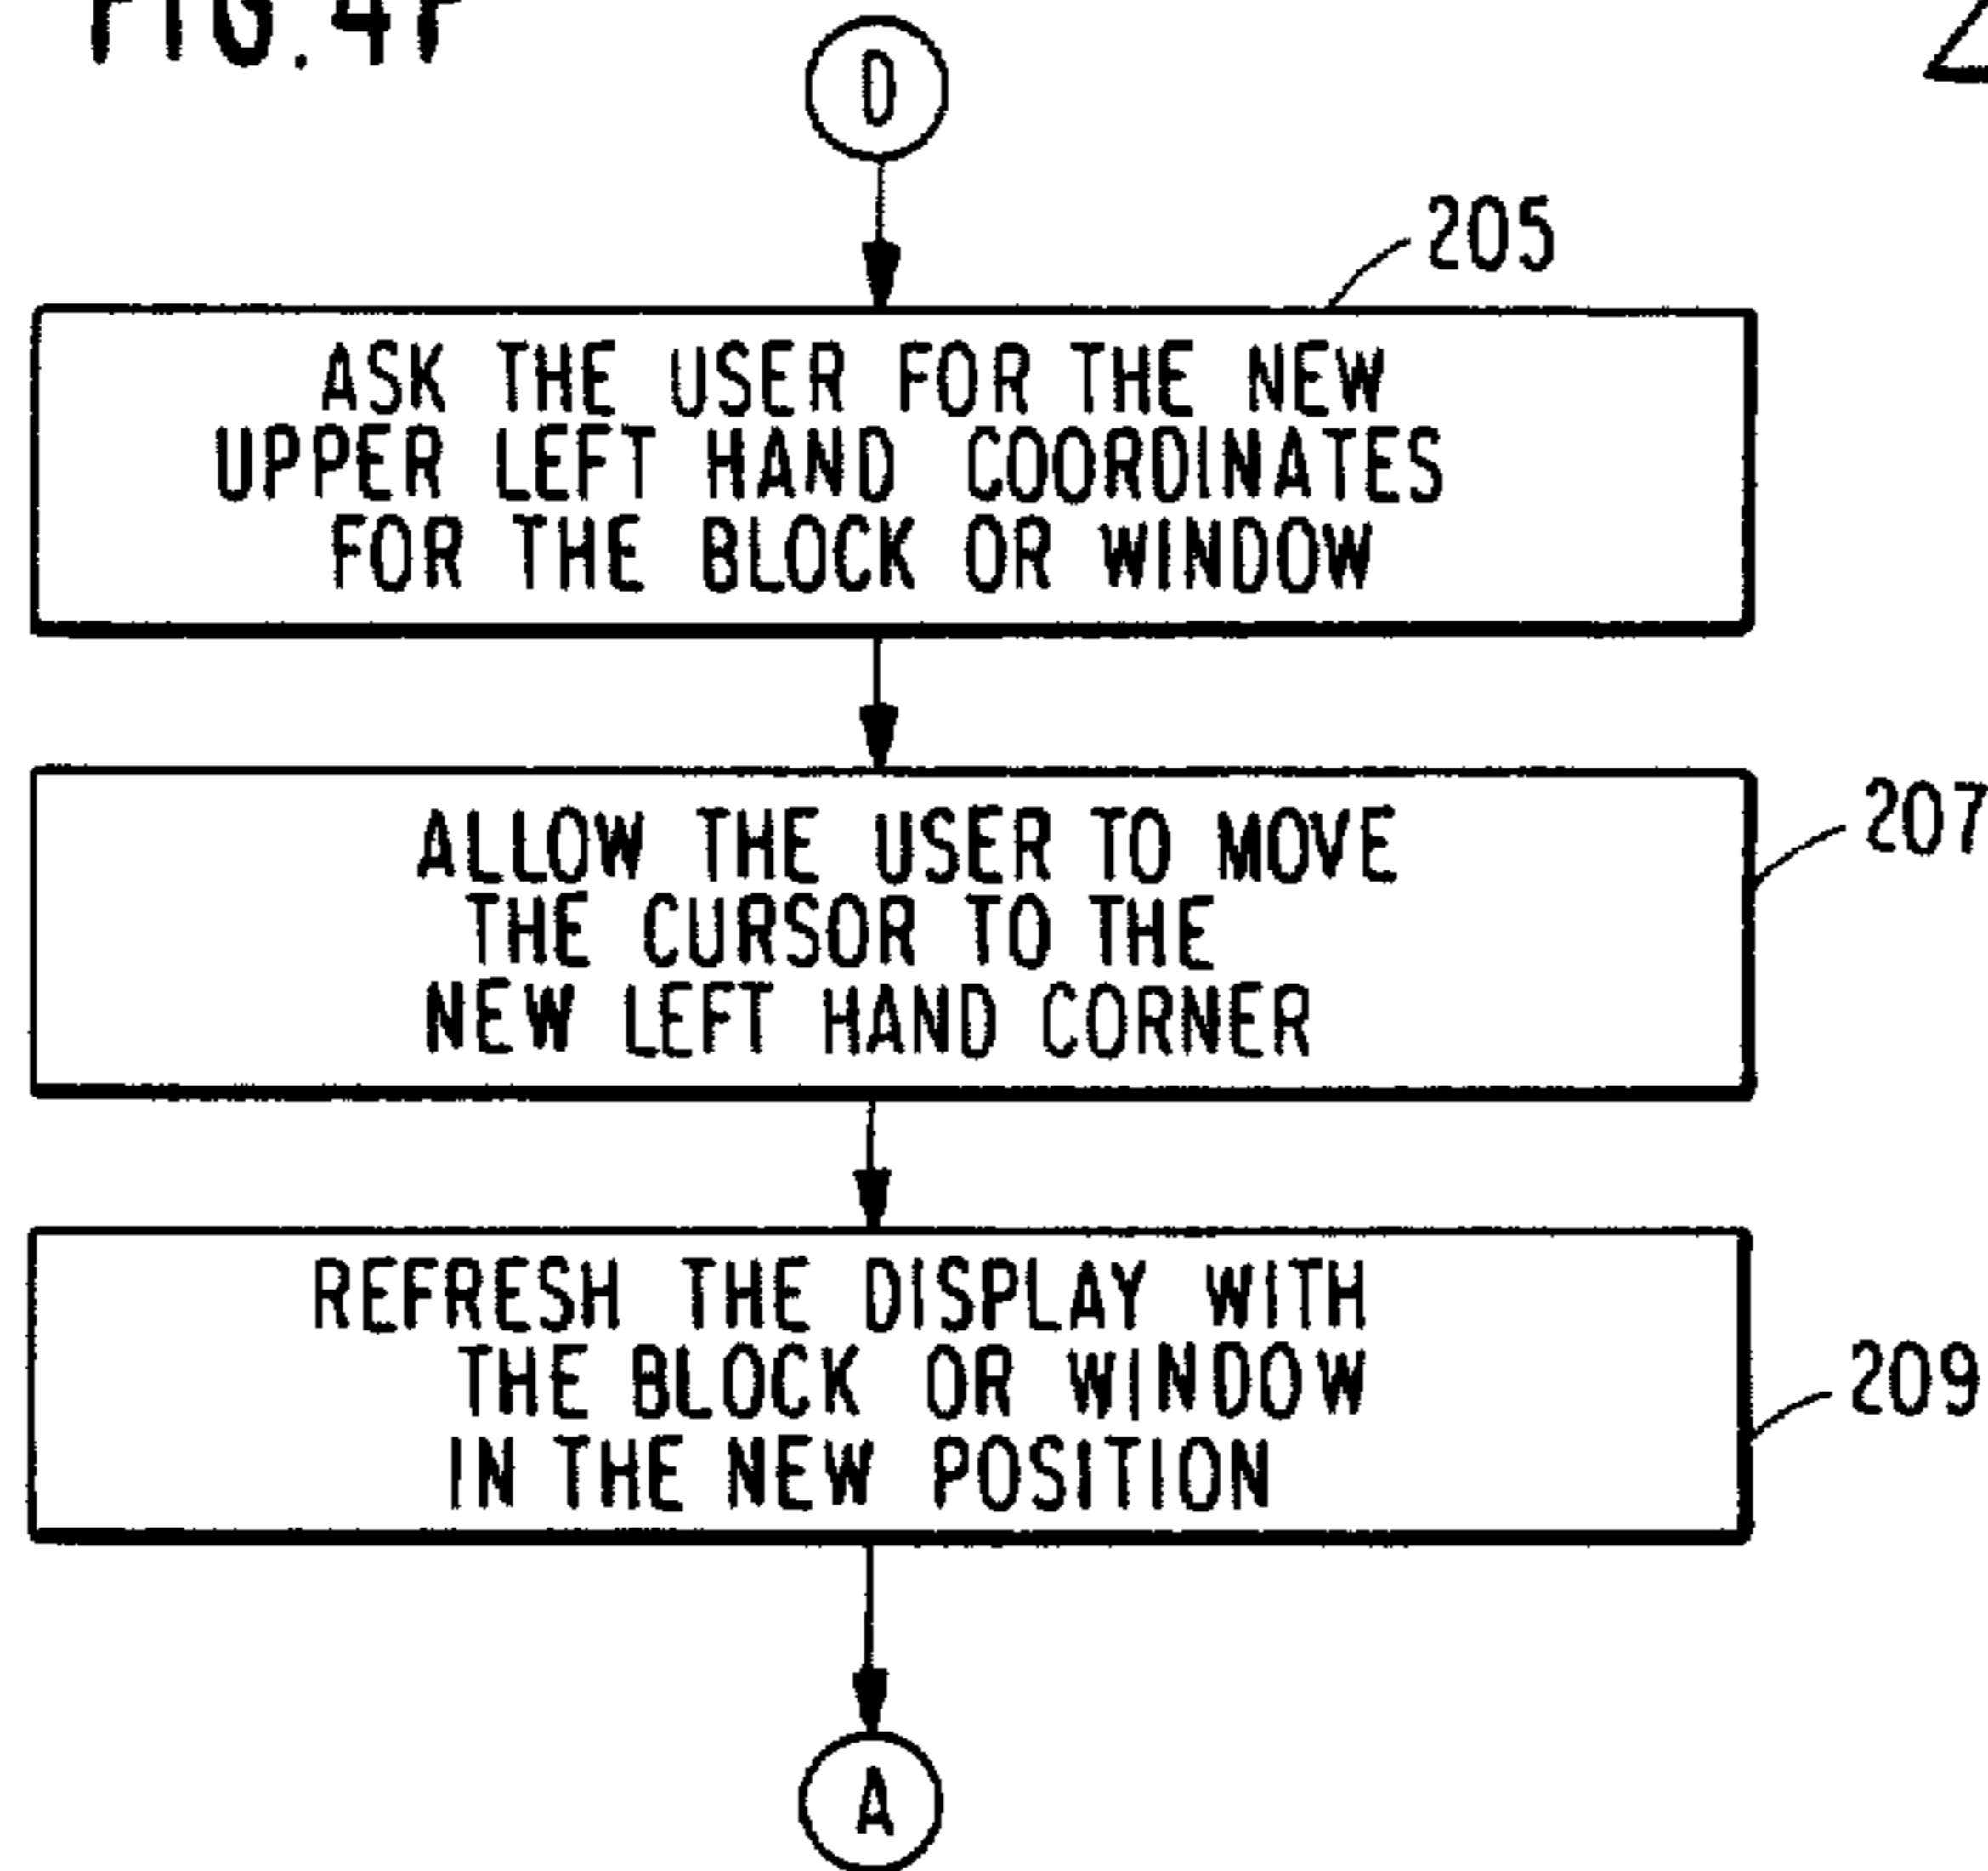 FIG.4F
D
205
ASK THE USER FOR THE NEW
UPPER LEFT HAND COORDINATES
FOR THE BLOCK OR WINDOW
ALLOW THE USER TO MOVE
THE CURSOR TO THE
NEW LEFT HAND CORNER
207
REFRESH THE DISPLAY WITH
THE BLOCK OR WINDOW
IN THE NEW POSITION
209
A